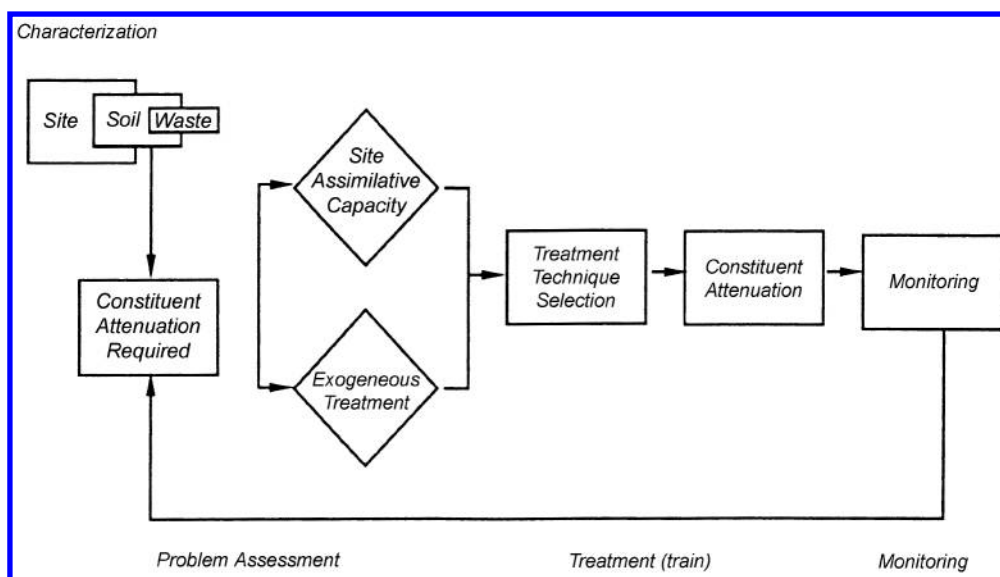 Characterization
Site
Soil
Waste
Site
Assimilative
Capacity
Constituent
Attenuation
Required
Exogeneous
Treatment
Treatment
Technique
Selection
Constituent
Attenuation
Monitoring
Problem Assessment
Treatment (train)
Monitoring